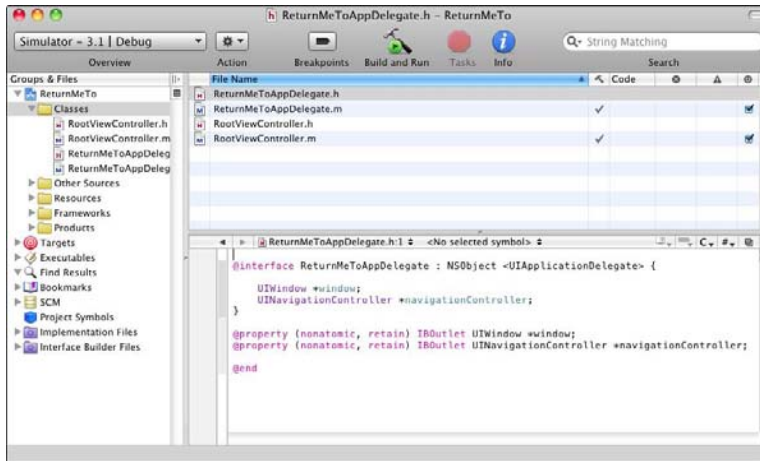 ReturnMeToAppDelegate.h - ReturnMeTo
Simulator - 3.1 | Debug
String Matching
Overview
Action
Breakpoints
Build and Run
Tasks
Info
Search
Groups & Files
ReturnMeTo
Classes
RootViewController.h
RootViewController.m
ReturnMeToAppDeleg
ReturnMeToAppDeleg
Other Sources
Resources
Frameworks
Products
Targets
Executables
Find Results
Bookmarks
SCM
Project Symbols
Implementation Files
Interface Builder Files
File Name
Code
ReturnMeToAppDelegate.h
ReturnMeToAppDelegate.m
RootViewController.h
RootViewController.m
ReturnMeToAppDelegate.h:1 <No selected symbol>
C, #,
@interface ReturnMeToAppDelegate : NSObject <UIApplicationDelegate> {
UIWindow *window;
UINavigationController *navigationController;
}
@property (nonatomic, retain) IBOutlet UIWindow *window;
@property (nonatomic, retain) IBOutlet UINavigationController *navigationController;
@end